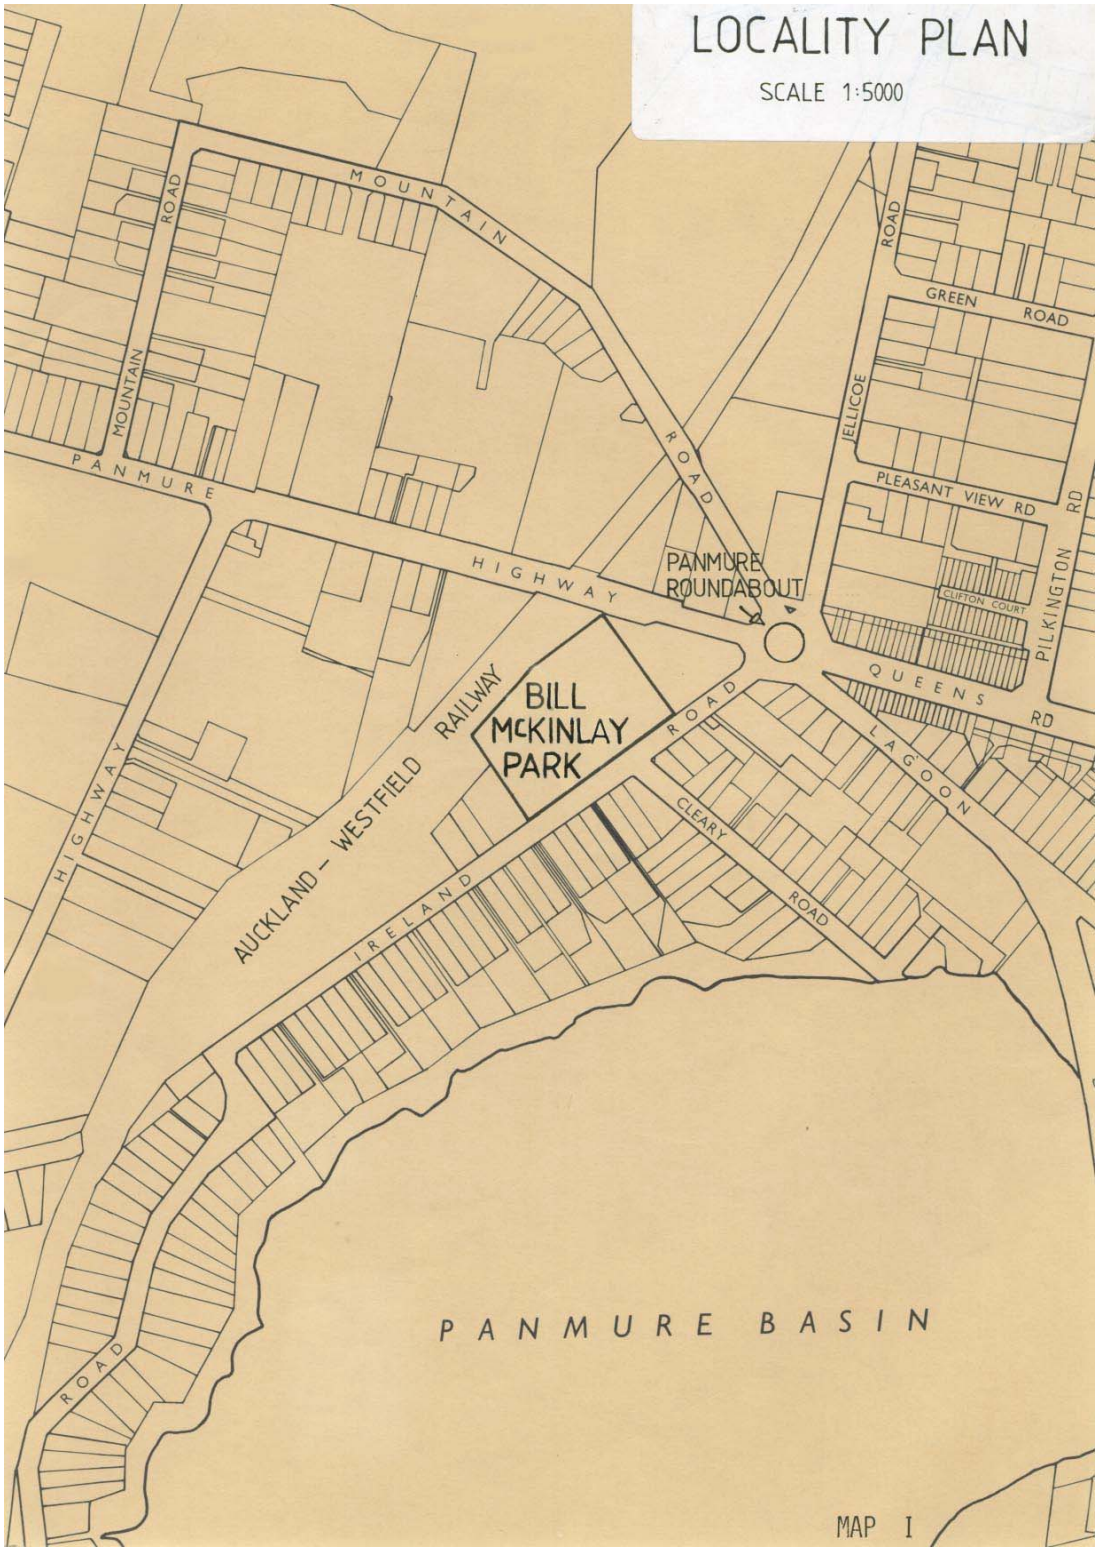 LOCALITY PLAN
SCALE 1:5000
MOUNTAIN
ROAD
MOUNTAIN
ROAD
ROAD
JELLICOE
GREEN ROAD
PLEASANT VIEW RD
CLIFTON COURT
PILKINGTON RD
PANMURE
HIGHWAY
PANMURE
ROUNDABOUT
QUEENS RD
LAGOON
BILL
McKINLAY
PARK
AUCKLAND – WESTFIELD RAILWAY
HIGHWAY
IRELAND
ROAD
CLEARY
ROAD
ROAD
PANMURE BASIN
MAP I